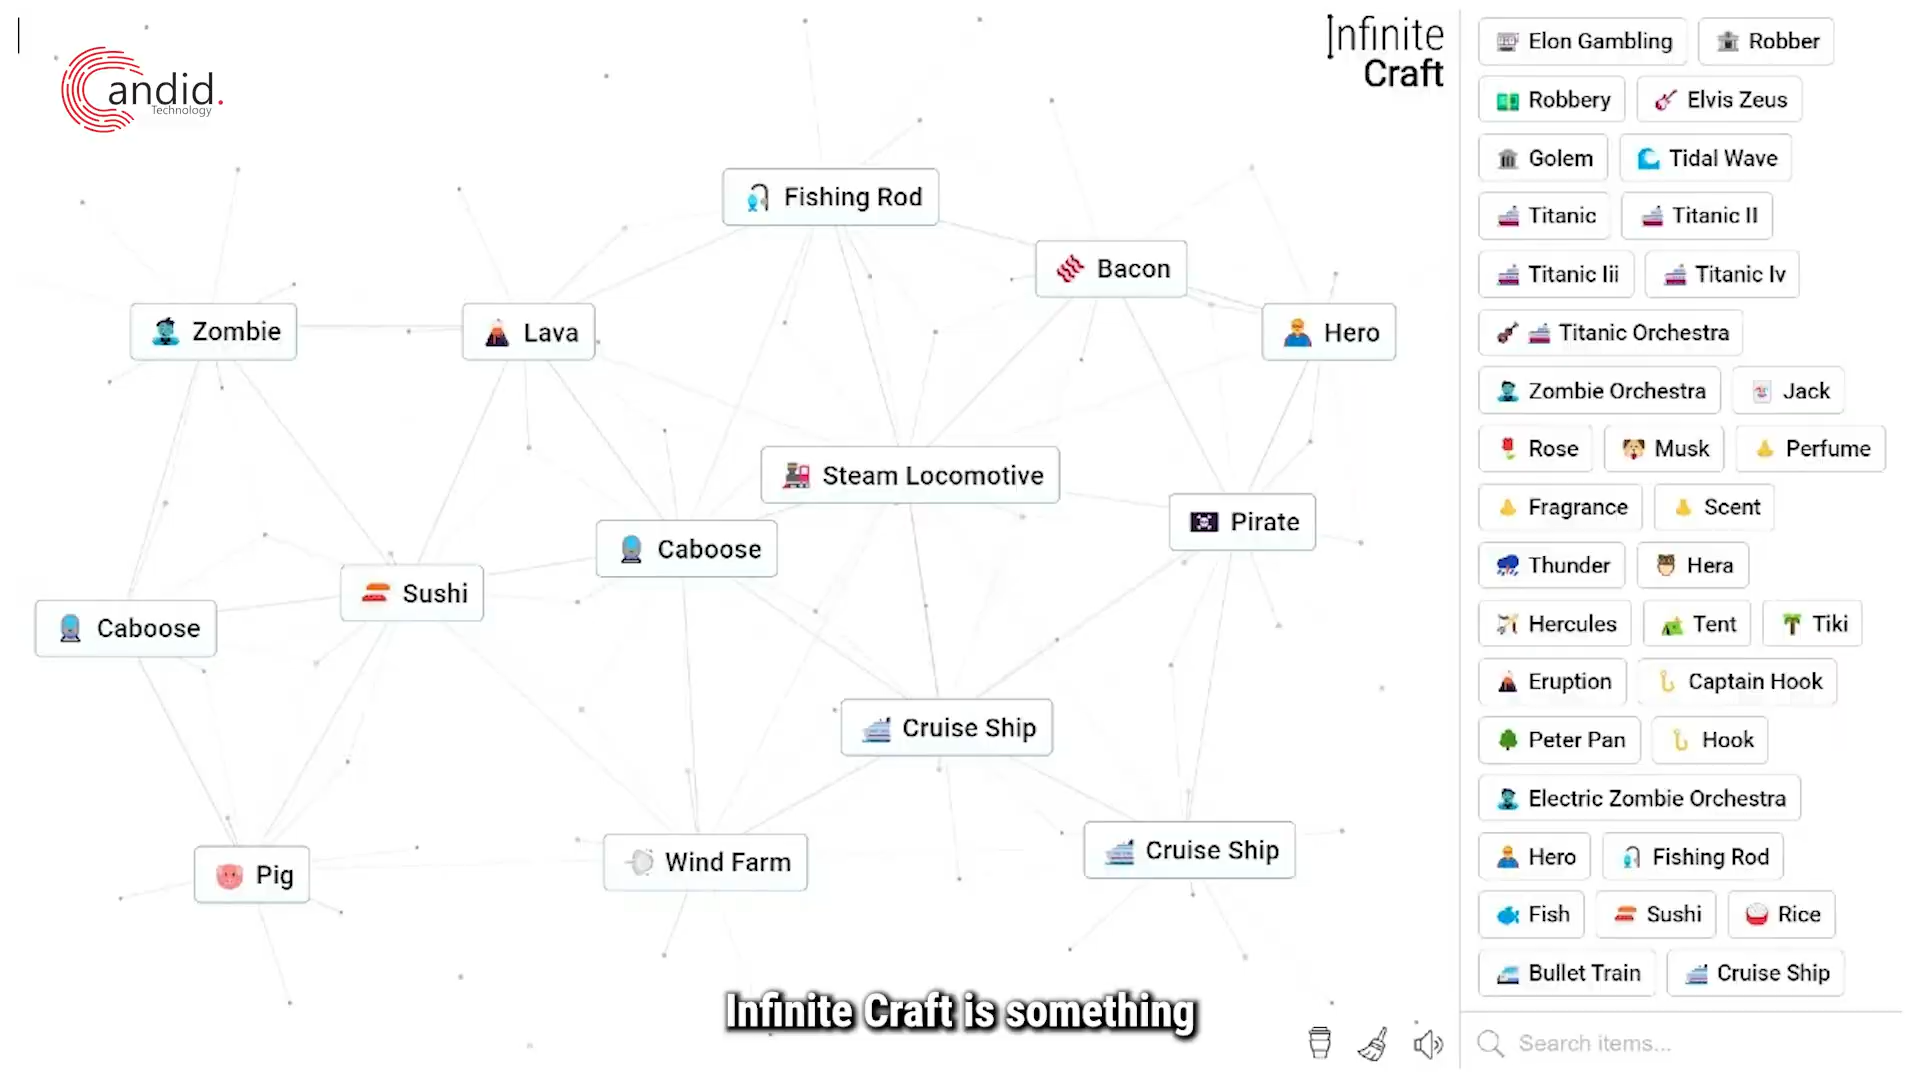 Candid.
Technology
Infinite
Craft
Fishing Rod
Bacon
Zombie
Lava
Hero
Steam Locomotive
Pirate
Caboose
Sushi
Caboose
Cruise Ship
Cruise Ship
Wind Farm
Pig
Infinite Craft is something
Elon Gambling Robber
Robbery Elvis Zeus
Golem Tidal Wave
Titanic Titanic II
Titanic Iii Titanic Iv
Titanic Orchestra
Zombie Orchestra Jack
Rose Musk Perfume
Fragrance Scent
Thunder Hera
Hercules Tent Tiki
Eruption Captain Hook
Peter Pan Hook
Electric Zombie Orchestra
Hero Fishing Rod
Fish Sushi Rice
Bullet Train Cruise Ship
Search items...